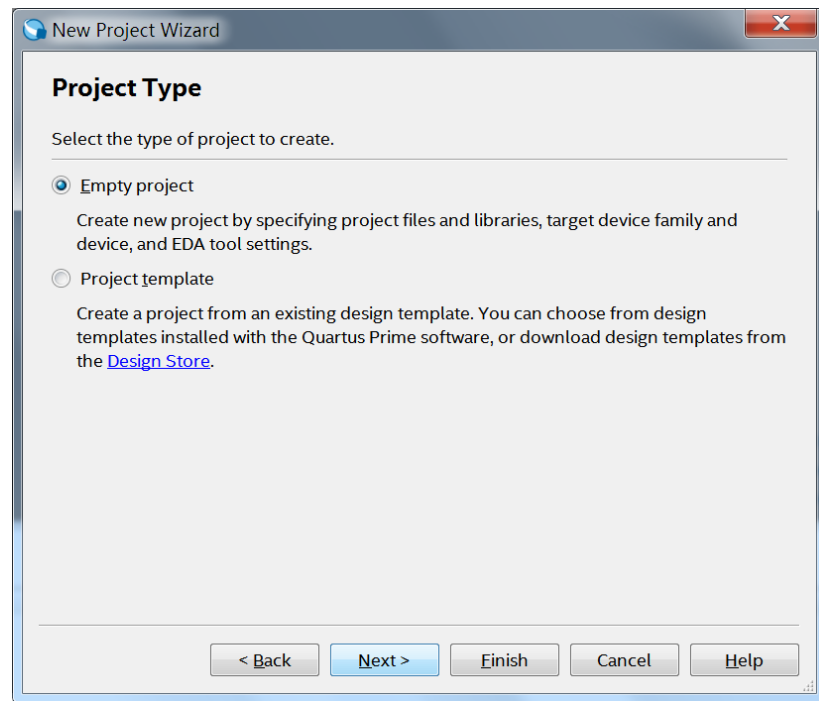 New Project Wizard
X
Project Type
Select the type of project to create.
Empty project
Create new project by specifying project files and libraries, target device family and
device, and EDA tool settings.
Project template
Create a project from an existing design template. You can choose from design
templates installed with the Quartus Prime software, or download design templates from
the Design Store.
< Back Next > Finish Cancel Help